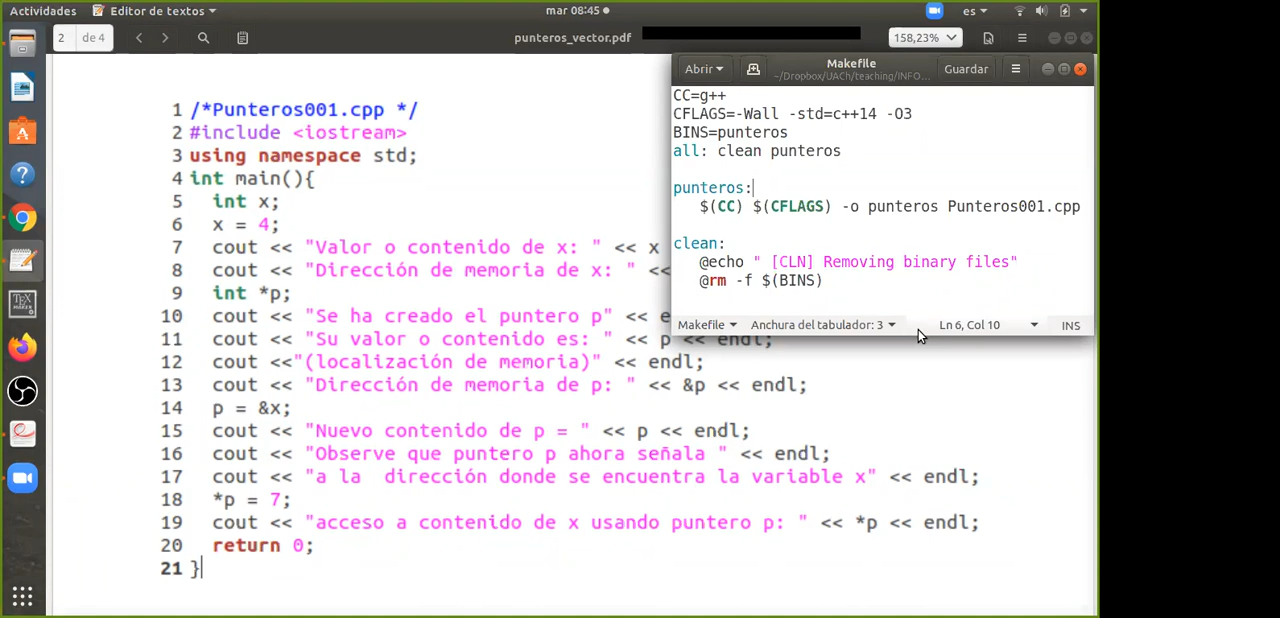 Actividades Editor de textos mar 08:45 es
2 de 4 punteros_vector.pdf 158,23%
Abrir Makefile Guardar
~/Dropbox/UACh/teaching/INFO…
CC=g++
CFLAGS=-Wall -std=c++14 -O3
BINS=punteros
all: clean punteros
punteros:
$(CC) $(CFLAGS) -o punteros Punteros001.cpp
clean:
@echo " [CLN] Removing binary files"
@rm -f $(BINS)
Makefile Anchura del tabulador: 3 Ln 6, Col 10 INS
1 /*Punteros001.cpp */
2 #include <iostream>
3 using namespace std;
4 int main(){
5 int x;
6 x = 4;
7 cout << "Valor o contenido de x: " << x
8 cout << "Dirección de memoria de x: " <<
9 int *p;
10 cout << "Se ha creado el puntero p" << e
11 cout << "Su valor o contenido es: " << p << endl;
12 cout <<"(localización de memoria)" << endl;
13 cout << "Dirección de memoria de p: " << &p << endl;
14 p = &x;
15 cout << "Nuevo contenido de p = " << p << endl;
16 cout << "Observe que puntero p ahora señala " << endl;
17 cout << "a la  dirección donde se encuentra la variable x" << endl;
18 *p = 7;
19 cout << "acceso a contenido de x usando puntero p: " << *p << endl;
20 return 0;
21 }